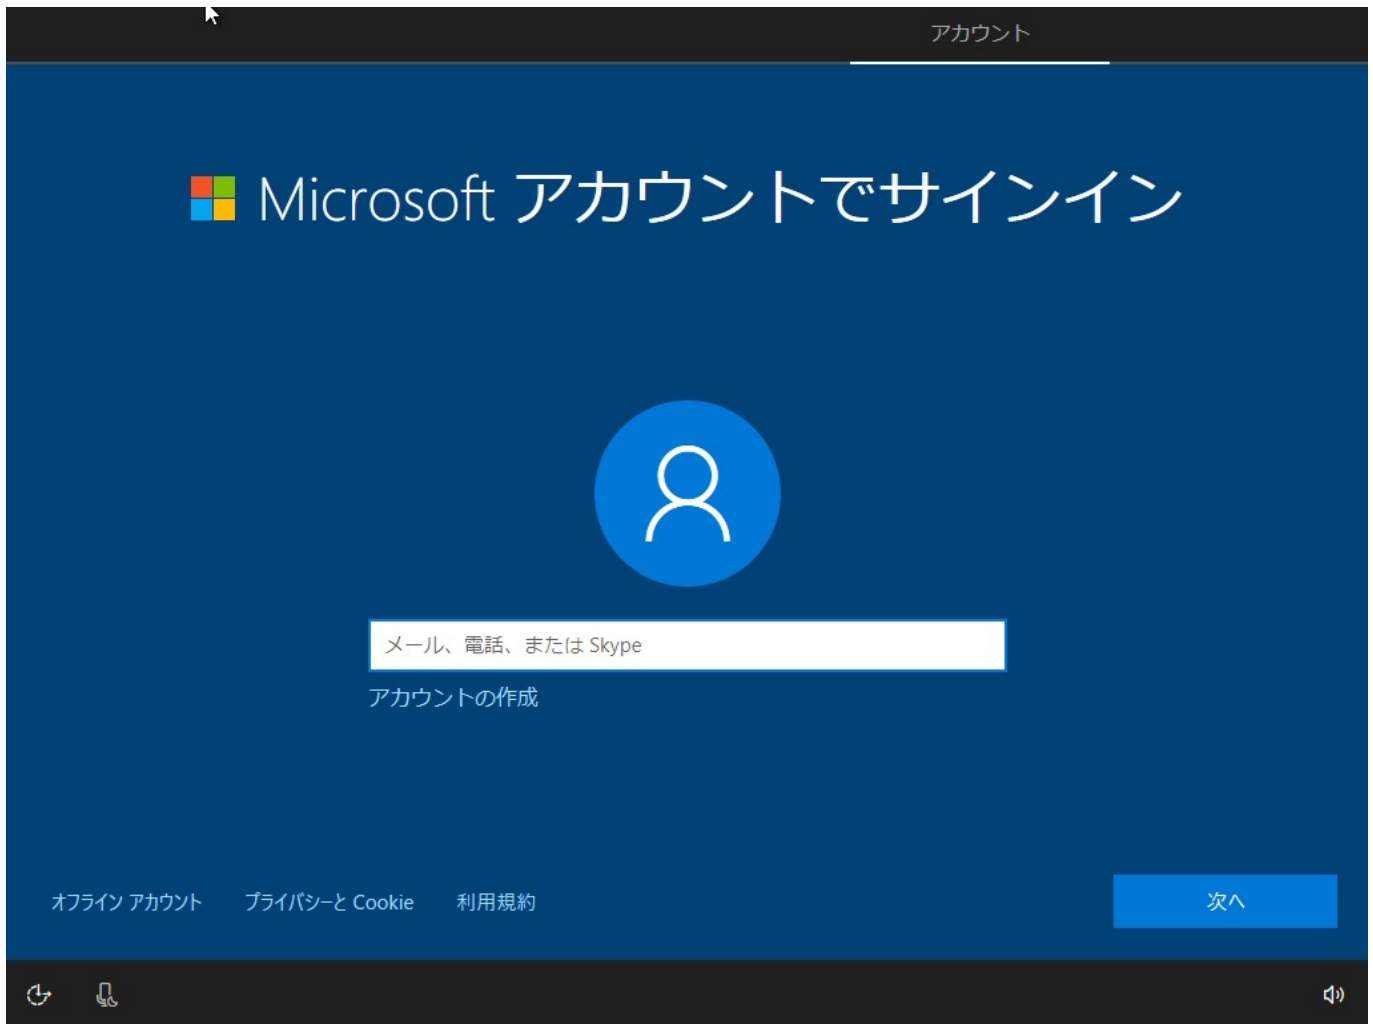 アカウント
Microsoft アカウントでサインイン
メール、電話、または Skype
アカウントの作成
オフライン アカウント プライバシーと Cookie 利用規約 次へ